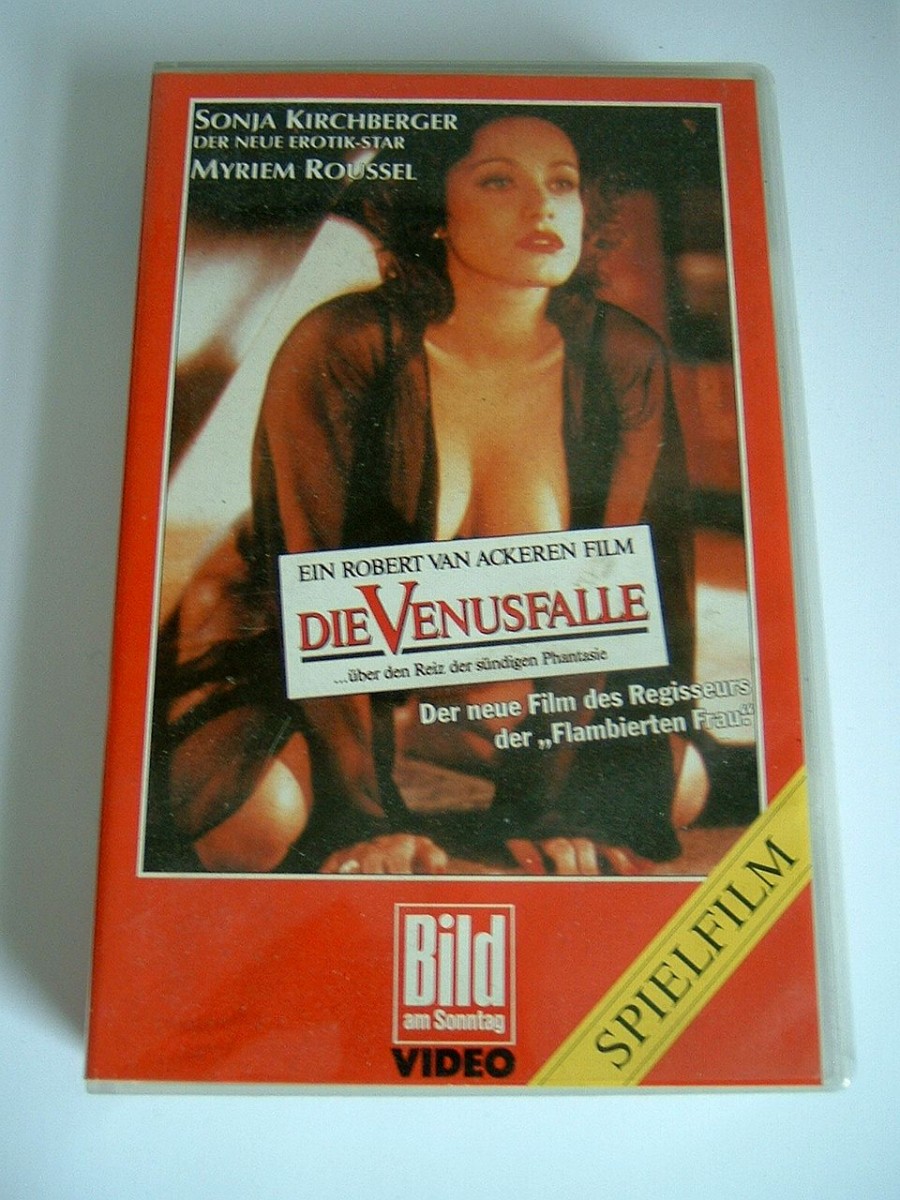 SONJA KIRCHBERGER
DER NEUE EROTIK-STAR
MYRIEM ROUSSEL
EIN ROBERT VAN ACKEREN FILM
DIE VENUSFALLE
...über den Reiz der sündigen Phantasie
Der neue Film des Regisseurs
der „Flambierten Frau“.
SPIELFILM
Bild
am Sonntag
VIDEO